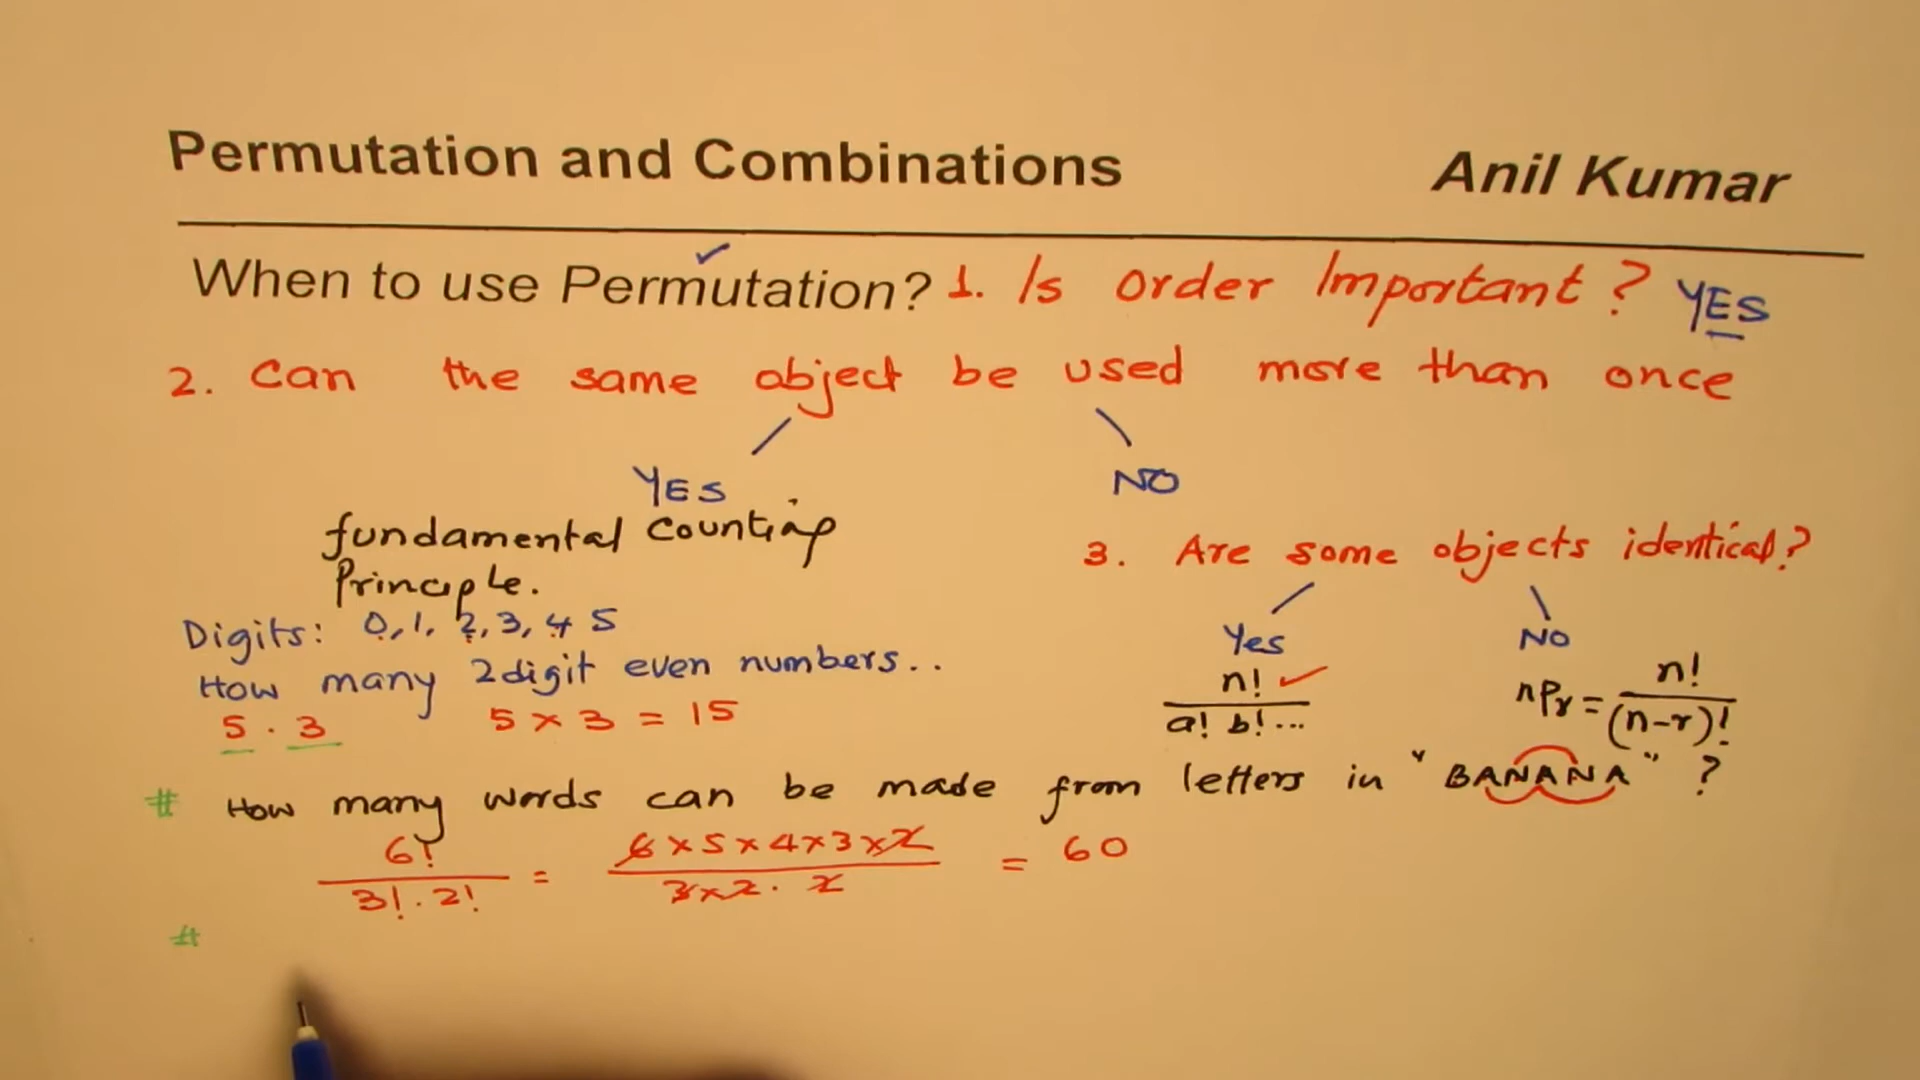 Permutation and Combinations Anil Kumar
When to use Permutation? 1. Is order Important? YES
2. Can the same object be used more than once
YES NO
fundamental Counting
Principle.
3. Are some objects identical?
Yes NO
Digits: 0, 1, 2, 3, 4 5
How many 2 digit even numbers..
n! ✓ / a! b! ...
nPr = n! / (n-r)!
5 . 3 5 × 3 = 15
# How many words can be made from letters in "BANANA" ?
6! / 3! . 2! = 6 × 5 × 4 × 3 × 2 / 3 × 2 . 2 = 60
#